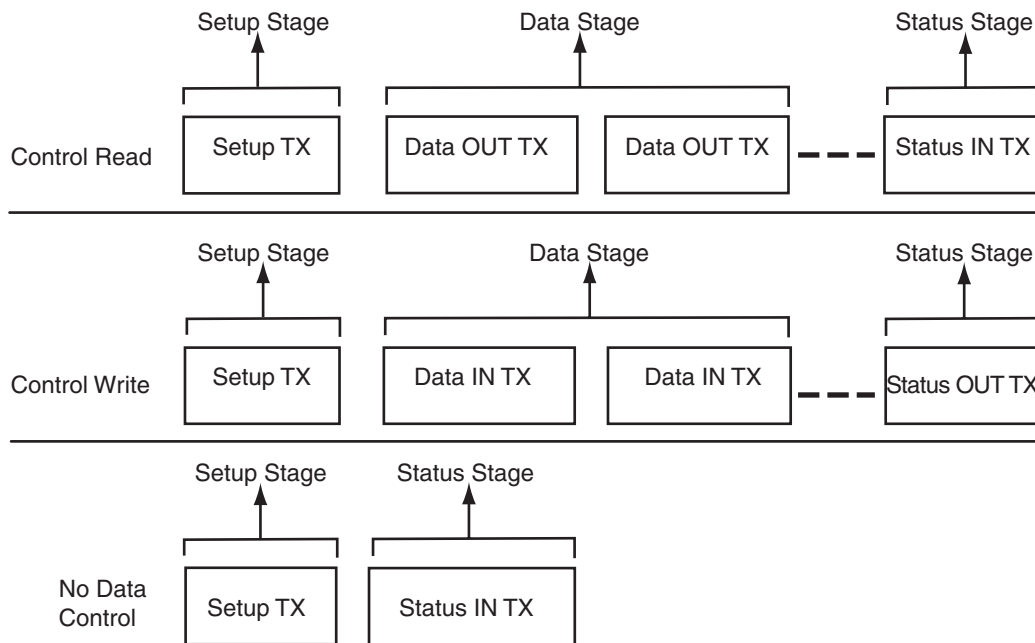 Setup Stage Data Stage Status Stage
Control Read Setup TX Data OUT TX Data OUT TX Status IN TX
Setup Stage Data Stage Status Stage
Control Write Setup TX Data IN TX Data IN TX Status OUT TX
Setup Stage Status Stage
No Data
Control Setup TX Status IN TX